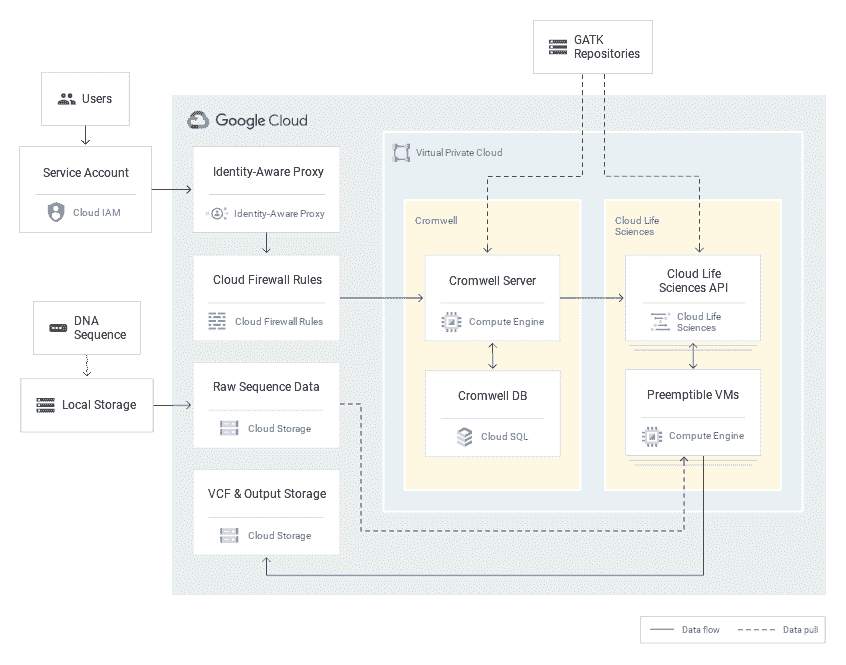 GATK
Repositories
Users
Google Cloud
Service Account
Cloud IAM
Identity-Aware Proxy
Identity-Aware Proxy
Virtual Private Cloud
Cromwell
Cloud Life
Sciences
Cloud Firewall Rules
Cloud Firewall Rules
Cromwell Server
Compute Engine
Cloud Life
Sciences API
Cloud Life
Sciences
DNA
Sequence
Local Storage
Raw Sequence Data
Cloud Storage
Cromwell DB
Cloud SQL
Preemptible VMs
Compute Engine
VCF & Output Storage
Cloud Storage
Data flow
Data pull